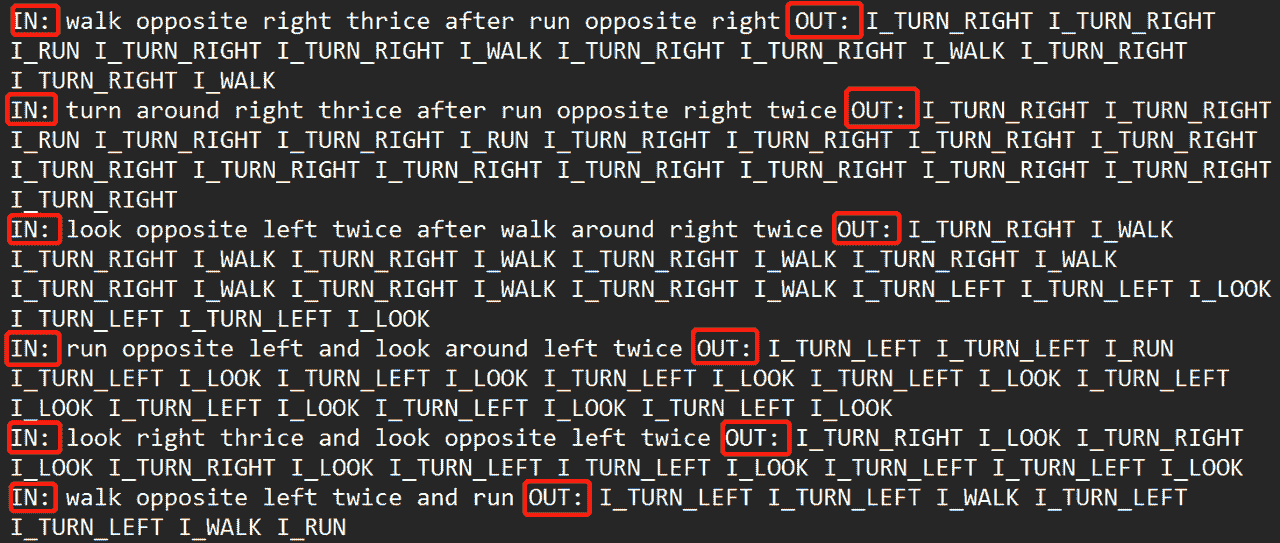 IN: walk opposite right thrice after run opposite right OUT: I_TURN_RIGHT I_TURN_RIGHT
I_RUN I_TURN_RIGHT I_TURN_RIGHT I_WALK I_TURN_RIGHT I_TURN_RIGHT I_WALK I_TURN_RIGHT
I_TURN_RIGHT I_WALK
IN: turn around right thrice after run opposite right twice OUT: I_TURN_RIGHT I_TURN_RIGHT
I_RUN I_TURN_RIGHT I_TURN_RIGHT I_RUN I_TURN_RIGHT I_TURN_RIGHT I_TURN_RIGHT I_TURN_RIGHT
I_TURN_RIGHT I_TURN_RIGHT I_TURN_RIGHT I_TURN_RIGHT I_TURN_RIGHT I_TURN_RIGHT I_TURN_RIGHT
I_TURN_RIGHT
IN: look opposite left twice after walk around right twice OUT: I_TURN_RIGHT I_WALK
I_TURN_RIGHT I_WALK I_TURN_RIGHT I_WALK I_TURN_RIGHT I_WALK I_TURN_RIGHT I_WALK
I_TURN_RIGHT I_WALK I_TURN_RIGHT I_WALK I_TURN_RIGHT I_WALK I_TURN_LEFT I_TURN_LEFT I_LOOK
I_TURN_LEFT I_TURN_LEFT I_LOOK
IN: run opposite left and look around left twice OUT: I_TURN_LEFT I_TURN_LEFT I_RUN
I_TURN_LEFT I_LOOK I_TURN_LEFT I_LOOK I_TURN_LEFT I_LOOK I_TURN_LEFT I_LOOK I_TURN_LEFT
I_LOOK I_TURN_LEFT I_LOOK I_TURN_LEFT I_LOOK I_TURN_LEFT I_LOOK
IN: look right thrice and look opposite left twice OUT: I_TURN_RIGHT I_LOOK I_TURN_RIGHT
I_LOOK I_TURN_RIGHT I_LOOK I_TURN_LEFT I_TURN_LEFT I_LOOK I_TURN_LEFT I_TURN_LEFT I_LOOK
IN: walk opposite left twice and run OUT: I_TURN_LEFT I_TURN_LEFT I_WALK I_TURN_LEFT
I_TURN_LEFT I_WALK I_RUN